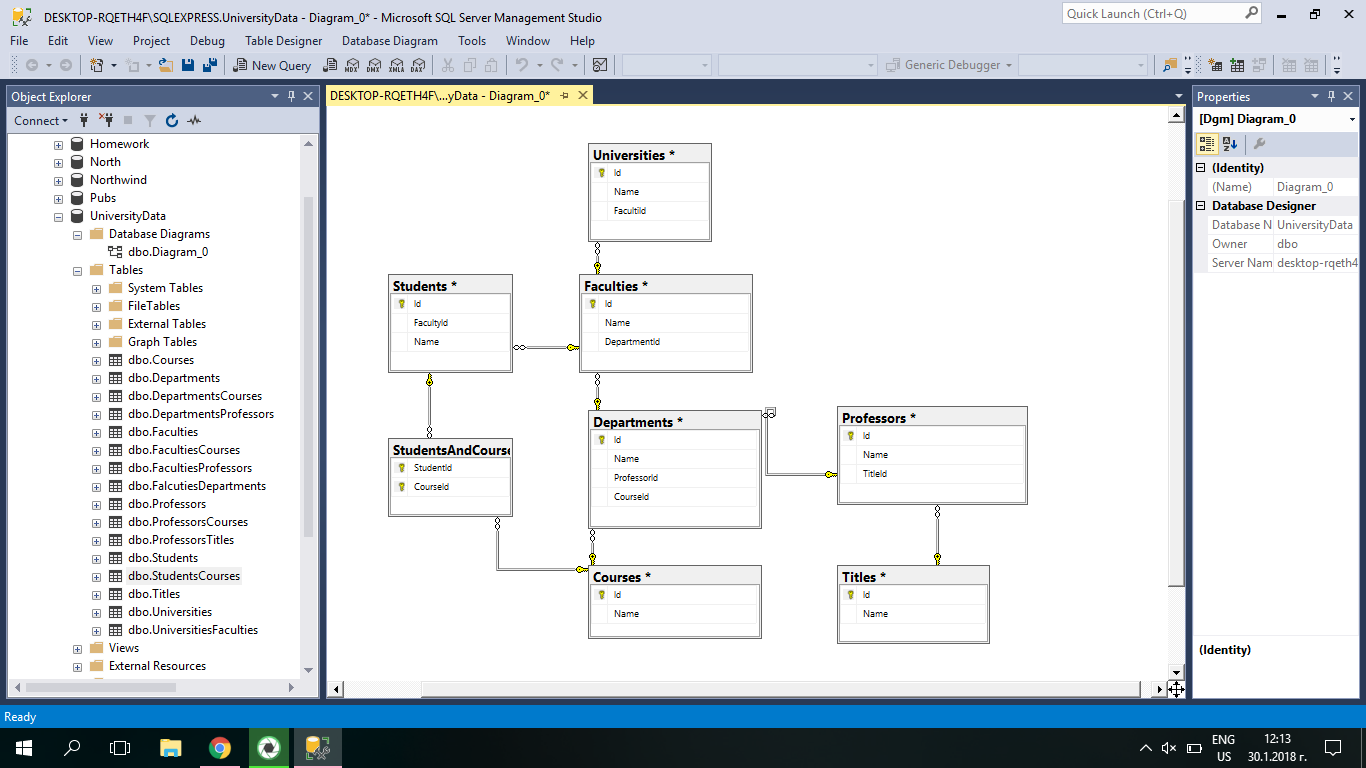 DESKTOP-RQETH4F\SQLEXPRESS.UniversityData - Diagram_0* - Microsoft SQL Server Management Studio
Quick Launch (Ctrl+Q)
File Edit View Project Debug Table Designer Database Diagram Tools Window Help
New Query MDX DMX XMLA DAX Generic Debugger
Object Explorer
Connect
Homework
North
Northwind
Pubs
UniversityData
Database Diagrams
dbo.Diagram_0
Tables
System Tables
FileTables
External Tables
Graph Tables
dbo.Courses
dbo.Departments
dbo.DepartmentsCourses
dbo.DepartmentsProfessors
dbo.Faculties
dbo.FacultiesCourses
dbo.FacultiesProfessors
dbo.FalcutiesDepartments
dbo.Professors
dbo.ProfessorsCourses
dbo.ProfessorsTitles
dbo.Students
dbo.StudentsCourses
dbo.Titles
dbo.Universities
dbo.UniversitiesFaculties
Views
External Resources
DESKTOP-RQETH4F\...yData - Diagram_0*
Universities *
Id
Name
FacultiId
Students *
Id
FacultyId
Name
Faculties *
Id
Name
DepartmentId
Departments *
Id
Name
ProfessorId
CourseId
Professors *
Id
Name
TitleId
StudentsAndCourse
StudentId
CourseId
Courses *
Id
Name
Titles *
Id
Name
Properties
[Dgm] Diagram_0
(Identity)
(Name) Diagram_0
Database Designer
Database N UniversityData
Owner dbo
Server Nam desktop-rqeth4
(Identity)
Ready
ENG
US
12:13
30.1.2018 г.